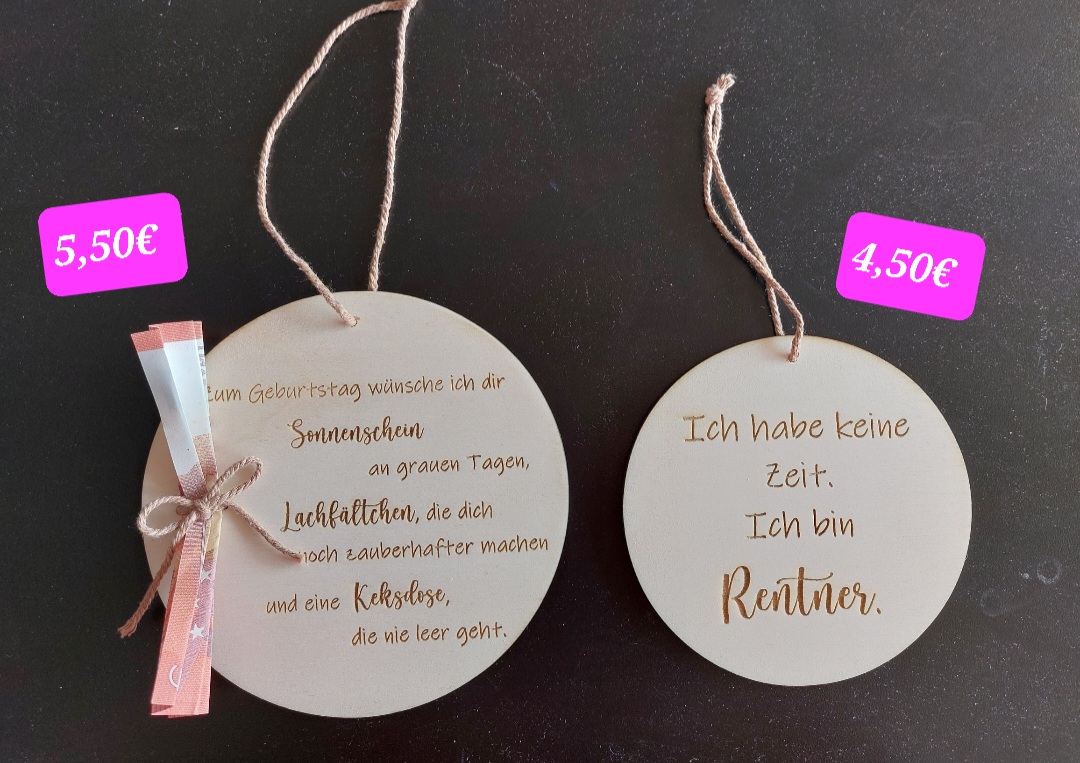 5,50€
Zum Geburtstag wünsche ich dir
Sonnenschein
an grauen Tagen,
Lachfältchen, die dich
noch zauberhafter machen
und eine Keksdose,
die nie leer geht.
4,50€
Ich habe keine
Zeit.
Ich bin
Rentner.